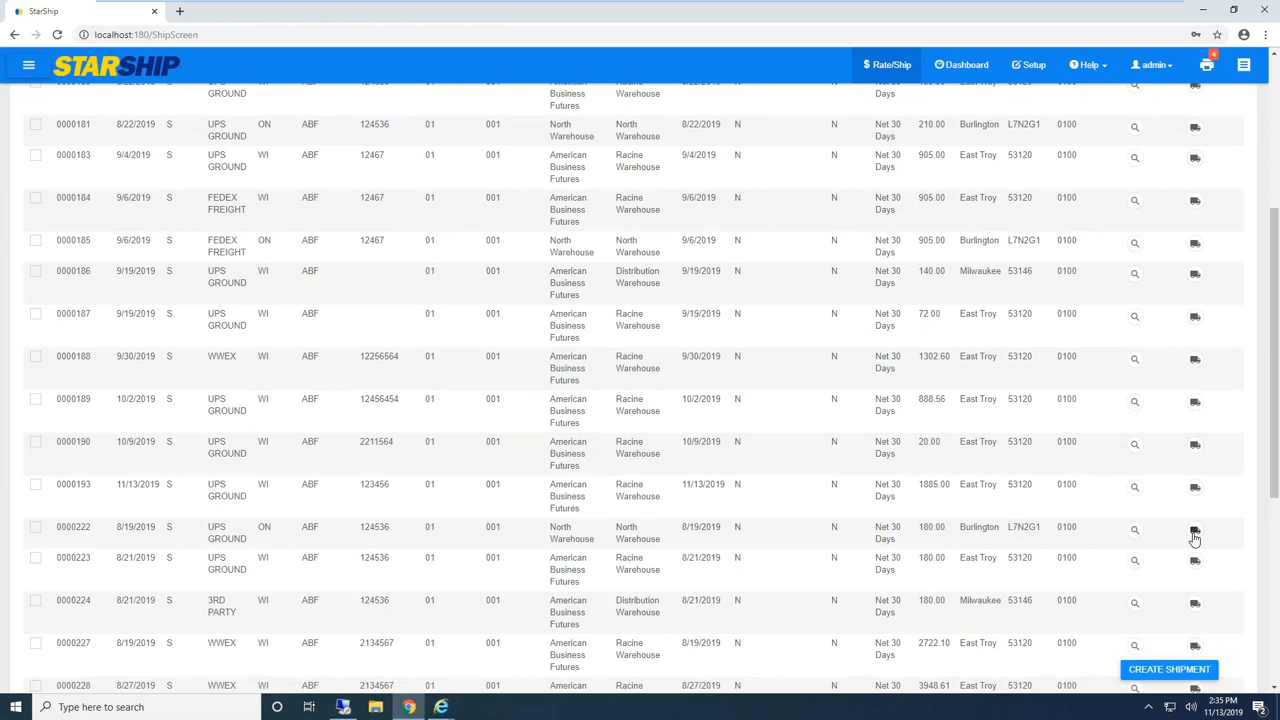 StarShip
localhost:180/ShipScreen
STARSHIP
$ Rate/Ship
Dashboard
Setup
Help
admin
4
GROUND
Business Futures
Warehouse
Days
0000181 8/22/2019 S UPS GROUND ON ABF 124536 01 001 North Warehouse North Warehouse 8/22/2019 N N Net 30 Days 210.00 Burlington L7N2G1 0100
0000183 9/4/2019 S UPS GROUND WI ABF 12467 01 001 American Business Futures Racine Warehouse 9/4/2019 N N Net 30 Days 905.00 East Troy 53120 0100
0000184 9/6/2019 S FEDEX FREIGHT WI ABF 12467 01 001 American Business Futures Racine Warehouse 9/6/2019 N N Net 30 Days 905.00 East Troy 53120 0100
0000185 9/6/2019 S FEDEX FREIGHT ON ABF 12467 01 001 North Warehouse North Warehouse 9/6/2019 N N Net 30 Days 905.00 Burlington L7N2G1 0100
0000186 9/19/2019 S UPS GROUND WI ABF 01 001 American Business Futures Distribution Warehouse 9/19/2019 N N Net 30 Days 140.00 Milwaukee 53146 0100
0000187 9/19/2019 S UPS GROUND WI ABF 01 001 American Business Futures Racine Warehouse 9/19/2019 N N Net 30 Days 72.00 East Troy 53120 0100
0000188 9/30/2019 S WWEX WI ABF 12256564 01 001 American Business Futures Racine Warehouse 9/30/2019 N N Net 30 Days 1302.60 East Troy 53120 0100
0000189 10/2/2019 S UPS GROUND WI ABF 12456454 01 001 American Business Futures Racine Warehouse 10/2/2019 N N Net 30 Days 888.56 East Troy 53120 0100
0000190 10/9/2019 S UPS GROUND WI ABF 2211564 01 001 American Business Futures Racine Warehouse 10/9/2019 N N Net 30 Days 20.00 East Troy 53120 0100
0000193 11/13/2019 S UPS GROUND WI ABF 123456 01 001 American Business Futures Racine Warehouse 11/13/2019 N N Net 30 Days 1885.00 East Troy 53120 0100
0000222 8/19/2019 S UPS GROUND ON ABF 124536 01 001 North Warehouse North Warehouse 8/19/2019 N N Net 30 Days 180.00 Burlington L7N2G1 0100
0000223 8/21/2019 S UPS GROUND WI ABF 124536 01 001 American Business Futures Racine Warehouse 8/21/2019 N N Net 30 Days 180.00 East Troy 53120 0100
0000224 8/21/2019 S 3RD PARTY WI ABF 124536 01 001 American Business Futures Distribution Warehouse 8/21/2019 N N Net 30 Days 180.00 Milwaukee 53146 0100
0000227 8/19/2019 S WWEX WI ABF 2134567 01 001 American Business Futures Racine Warehouse 8/19/2019 N N Net 30 Days 2722.10 East Troy 53120 0100
0000228 8/27/2019 S WWEX WI ABF 2134567 01 001 American Racine 8/27/2019 N N Net 30 3948.61 East Troy 53120 0100
CREATE SHIPMENT
Type here to search
2:35 PM
11/13/2019
2